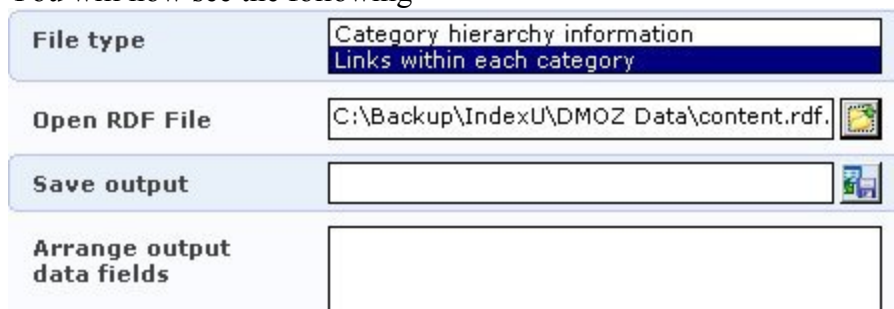 You will now see the following
File type
Category hierarchy information
Links within each category
Open RDF File
C:\Backup\IndexU\DMOZ Data\content.rdf.
Save output
Arrange output
data fields